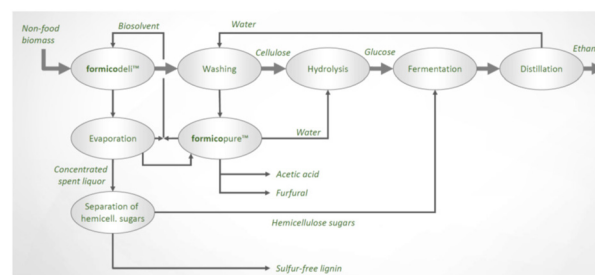 Non-food
biomass
Biosolvent
Water
formicodeli™
Washing
Cellulose
Hydrolysis
Glucose
Fermentation
Distillation
Ethan
Evaporation
formicopure™
Water
Concentrated
spent liquor
Acetic acid
Furfural
Separation of
hemicell. sugars
Hemicellulose sugars
Sulfur-free lignin